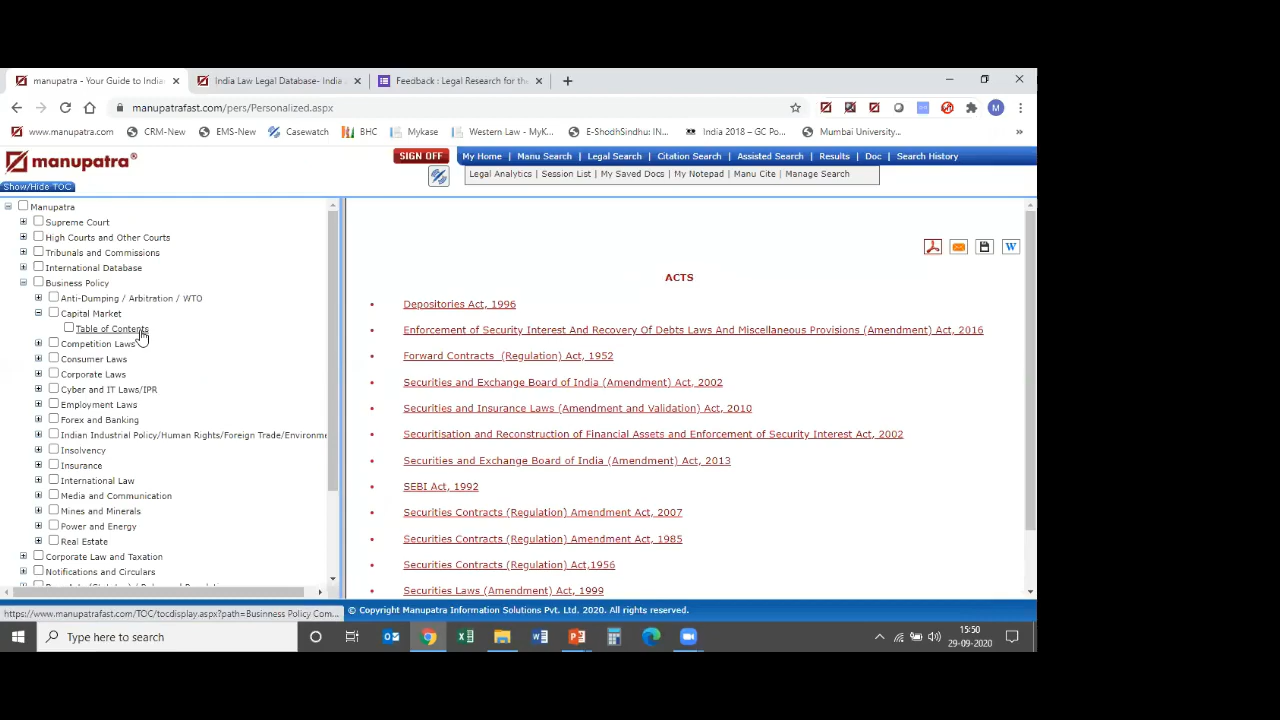 manupatra - Your Guide to India
India Law Legal Database- India
Feedback : Legal Research for th
manupatrafast.com/pers/Personalized.aspx
M
www.manupatra.com
CRM-New
EMS-New
Casewatch
BHC
Mykase
Western Law - MyK...
E-ShodhSindhu: IN...
India 2018 – GC Po...
Mumbai University...
»
manupatra®
SIGN OFF
My Home | Manu Search | Legal Search | Citation Search | Assisted Search | Results | Doc | Search History
Legal Analytics | Session List | My Saved Docs | My Notepad | Manu Cite | Manage Search
Show/Hide TOC
Manupatra
Supreme Court
High Courts and Other Courts
Tribunals and Commissions
International Database
Business Policy
Anti-Dumping / Arbitration / WTO
Capital Market
Table of Contents
Competition Laws
Consumer Laws
Corporate Laws
Cyber and IT Laws/IPR
Employment Laws
Forex and Banking
Indian Industrial Policy/Human Rights/Foreign Trade/Environme
Insolvency
Insurance
International Law
Media and Communication
Mines and Minerals
Power and Energy
Real Estate
Corporate Law and Taxation
Notifications and Circulars
ACTS
Depositories Act, 1996
Enforcement of Security Interest And Recovery Of Debts Laws And Miscellaneous Provisions (Amendment) Act, 2016
Forward Contracts (Regulation) Act, 1952
Securities and Exchange Board of India (Amendment) Act, 2002
Securities and Insurance Laws (Amendment and Validation) Act, 2010
Securitisation and Reconstruction of Financial Assets and Enforcement of Security Interest Act, 2002
Securities and Exchange Board of India (Amendment) Act, 2013
SEBI Act, 1992
Securities Contracts (Regulation) Amendment Act, 2007
Securities Contracts (Regulation) Amendment Act, 1985
Securities Contracts (Regulation) Act,1956
Securities Laws (Amendment) Act, 1999
https://www.manupatrafast.com/TOC/tocdisplay.aspx?path=Businness Policy Com...
© Copyright Manupatra Information Solutions Pvt. Ltd. 2020. All rights reserved.
Type here to search
15:50
29-09-2020